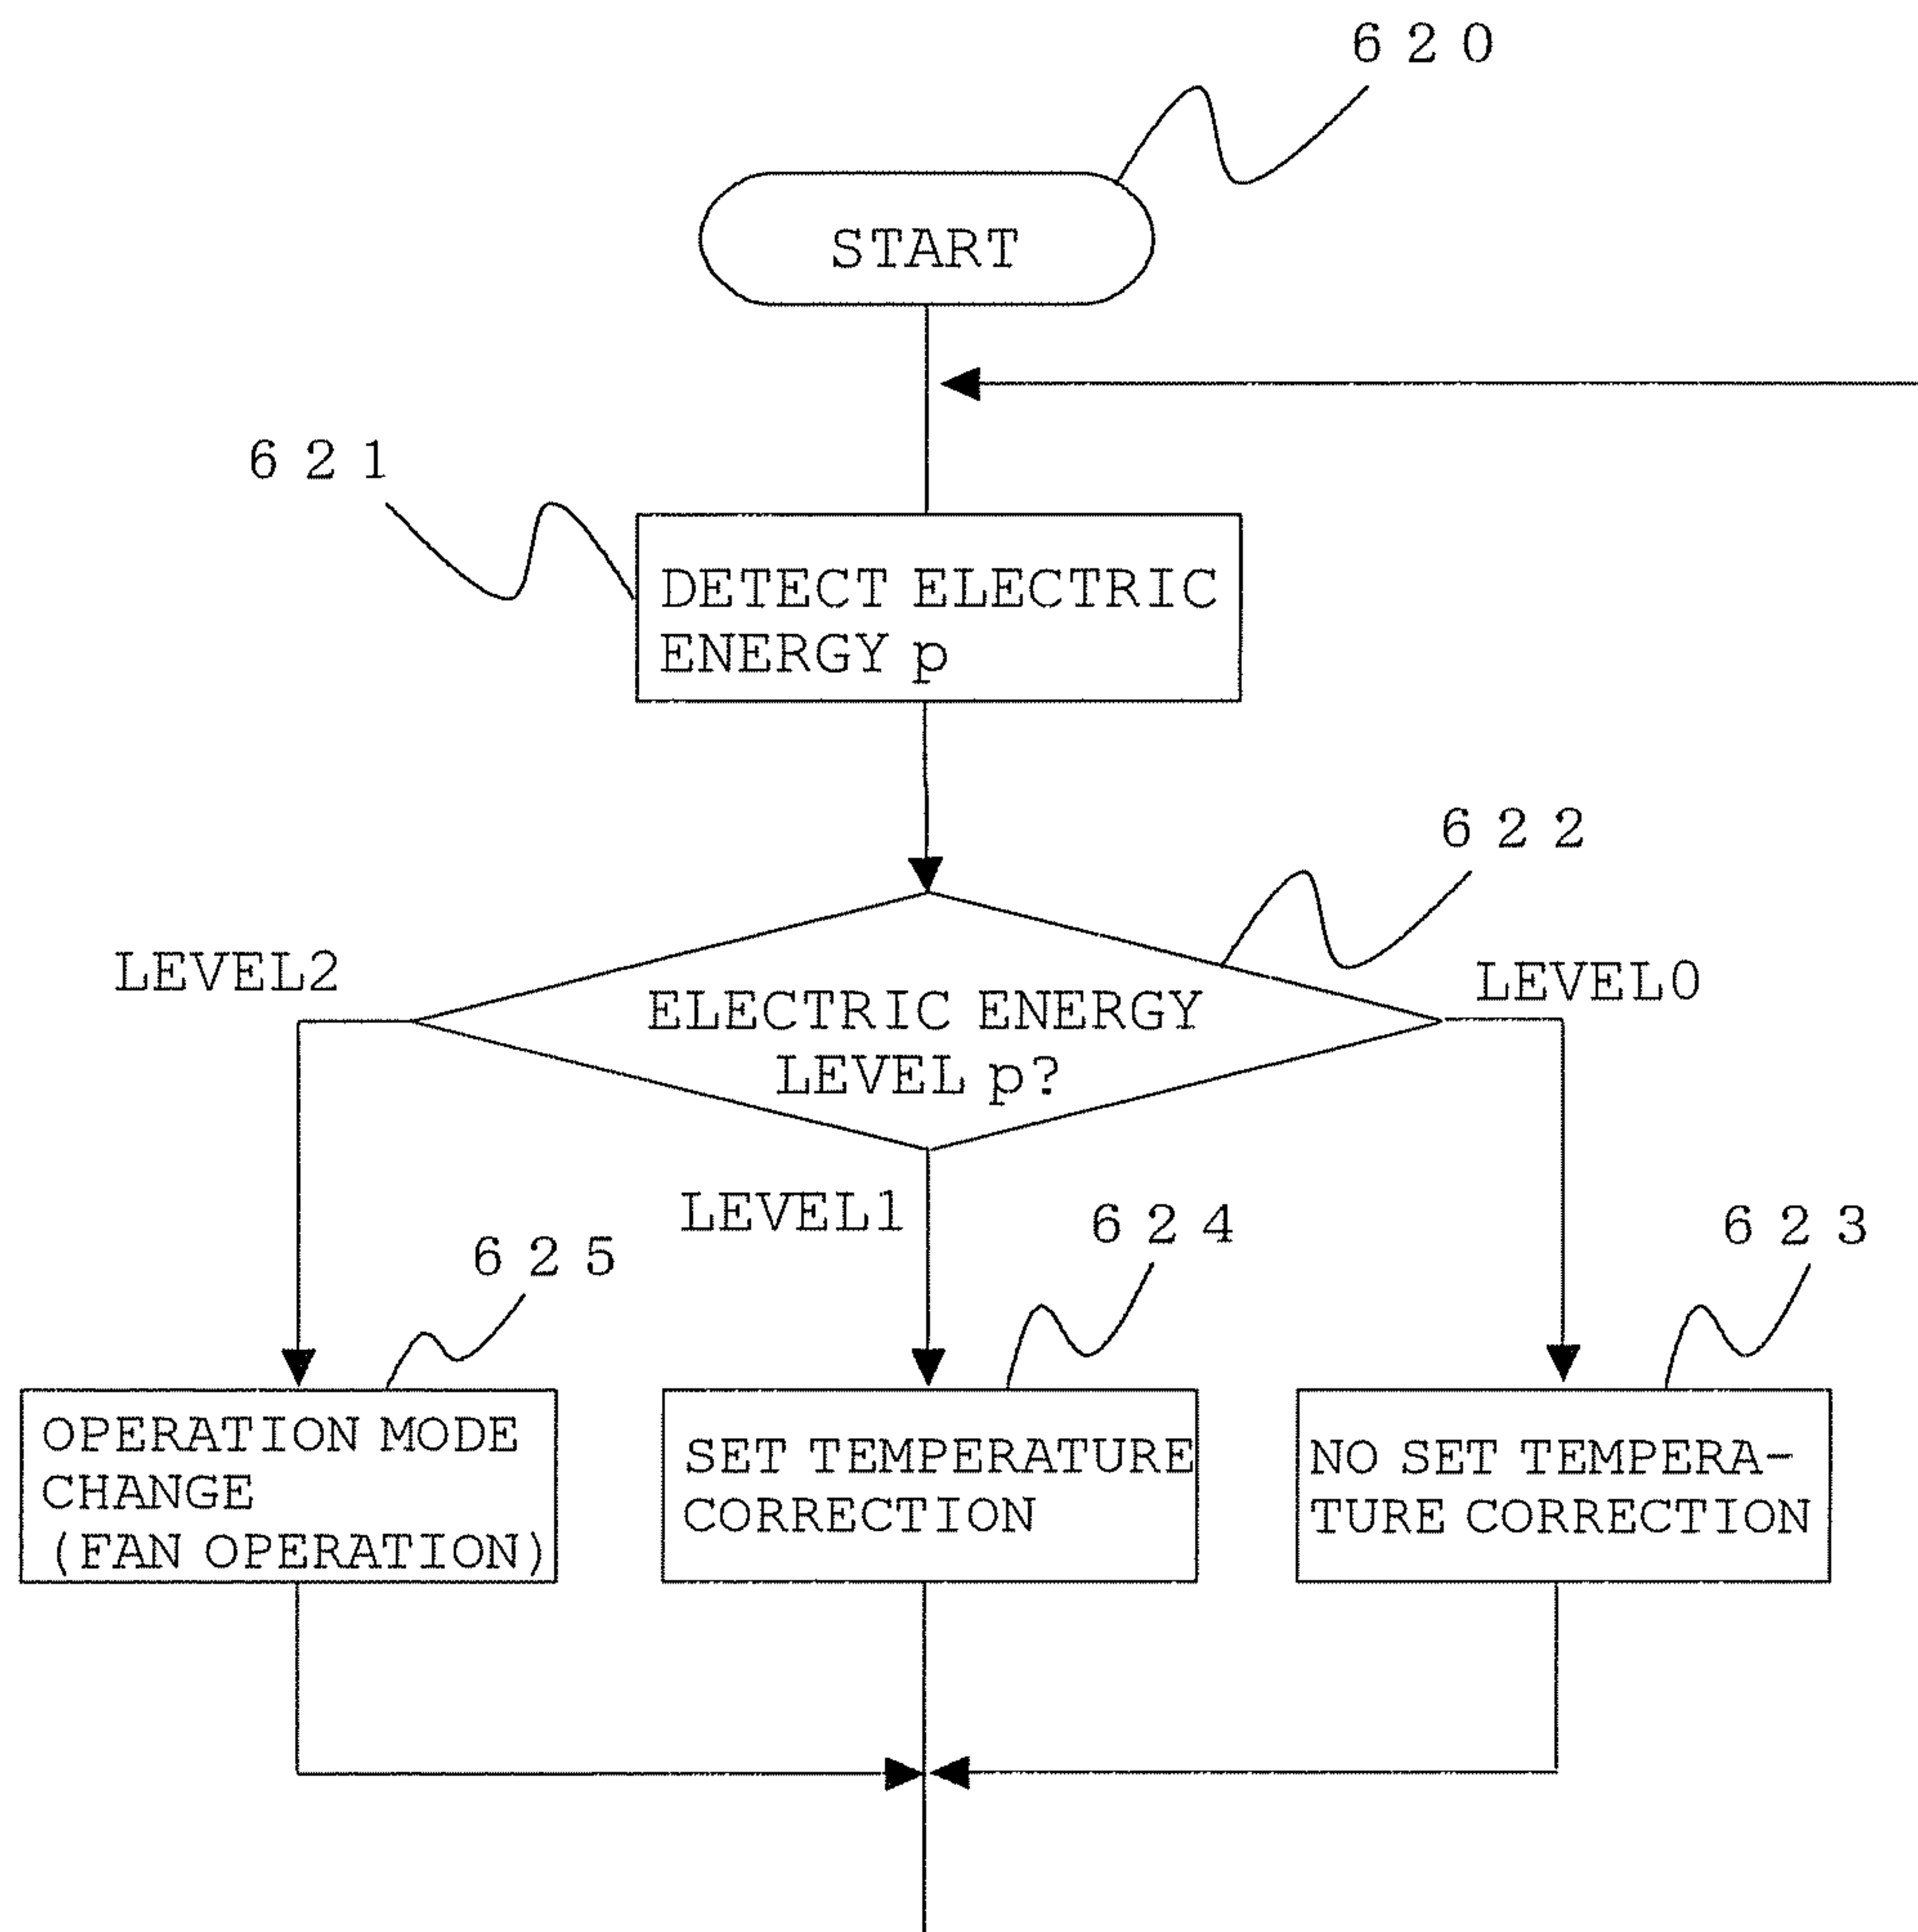 ６２０
START
６２１
DETECT ELECTRIC
ENERGY p
６２２
LEVEL2
LEVEL0
ELECTRIC ENERGY
LEVEL p?
LEVEL1
６２５
６２４
６２３
OPERATION MODE
CHANGE
(FAN OPERATION)
SET TEMPERATURE
CORRECTION
NO SET TEMPERA-
TURE CORRECTION